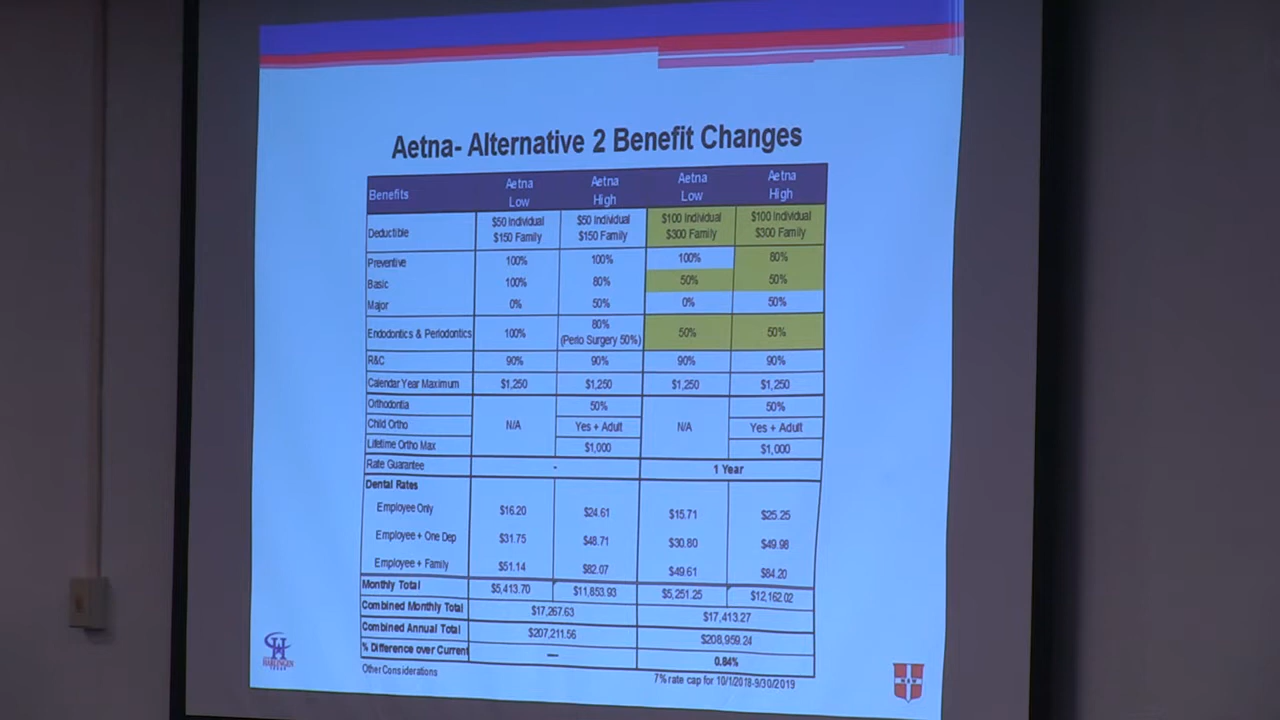 Aetna- Alternative 2 Benefit Changes
Benefits Aetna Low Aetna High Aetna Low Aetna High
Deductible $50 Individual $150 Family $50 Individual $150 Family $100 Individual $300 Family $100 Individual $300 Family
Preventive 100% 100% 100% 80%
Basic 100% 80% 50% 50%
Major 0% 50% 0% 50%
Endodontics & Periodontics 100% 80% (Perio Surgery 50%) 50% 50%
R&C 90% 90% 90% 90%
Calendar Year Maximum $1,250 $1,250 $1,250 $1,250
Orthodontia N/A 50% N/A 50%
Child Ortho Yes + Adult Yes + Adult
Lifetime Ortho Max $1,000 $1,000
Rate Guarantee - 1 Year
Dental Rates
Employee Only $16.20 $24.61 $15.71 $25.25
Employee + One Dep $31.75 $48.71 $30.80 $49.98
Employee + Family $51.14 $82.07 $49.61 $84.20
Monthly Total $5,413.70 $11,853.93 $5,251.25 $12,162.02
Combined Monthly Total $17,267.63 $17,413.27
Combined Annual Total $207,211.56 $208,959.24
% Difference over Current — 0.84%
Other Considerations 7% rate cap for 10/1/2018-9/30/2019
HARLINGEN